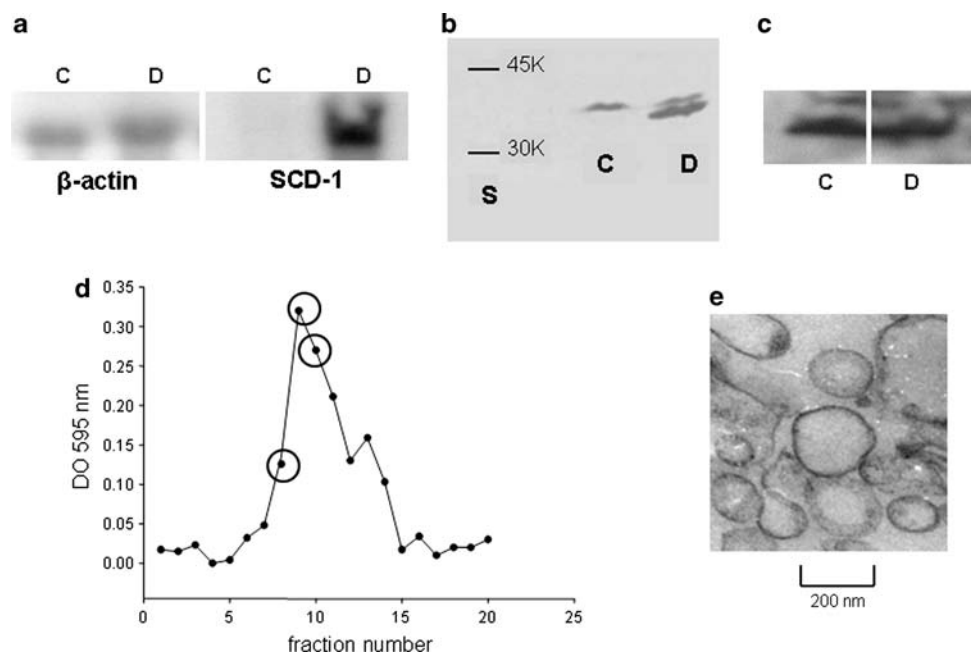 a
C D C D
β-actin SCD-1
b
45K
30K
S C D
c
C D
d
0.35
0.30
0.25
0.20
0.15
0.10
0.05
0.00
DO 595 nm
0 5 10 15 20 25
fraction number
e
200 nm